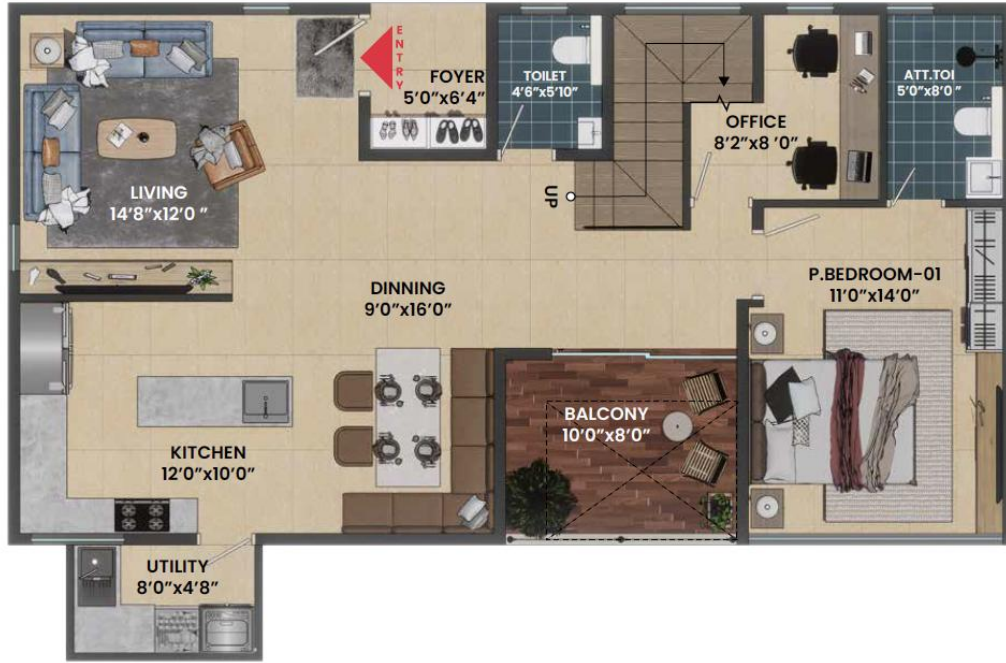 ENTRY
FOYER
5'0"x6'4"
TOILET
4'6"x5'10"
OFFICE
8'2"x8 '0"
ATT.TOI
5'0"x8'0 "
LIVING
14'8"x12'0 "
UP
DINNING
9'0"x16'0"
P.BEDROOM-01
11'0"x14'0"
BALCONY
10'0"x8'0"
KITCHEN
12'0"x10'0"
UTILITY
8'0"x4'8"